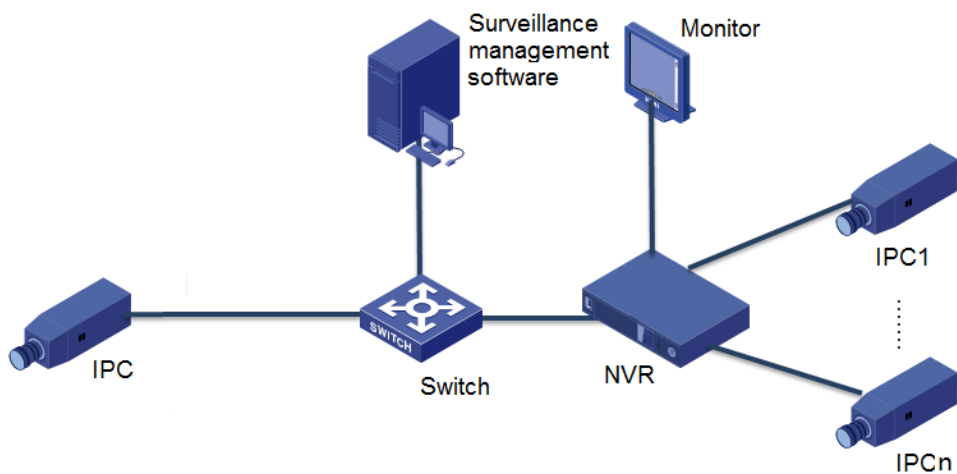 Surveillance
management
software
Monitor
IPC1
IPC
SWITCH
Switch
NVR
IPCn